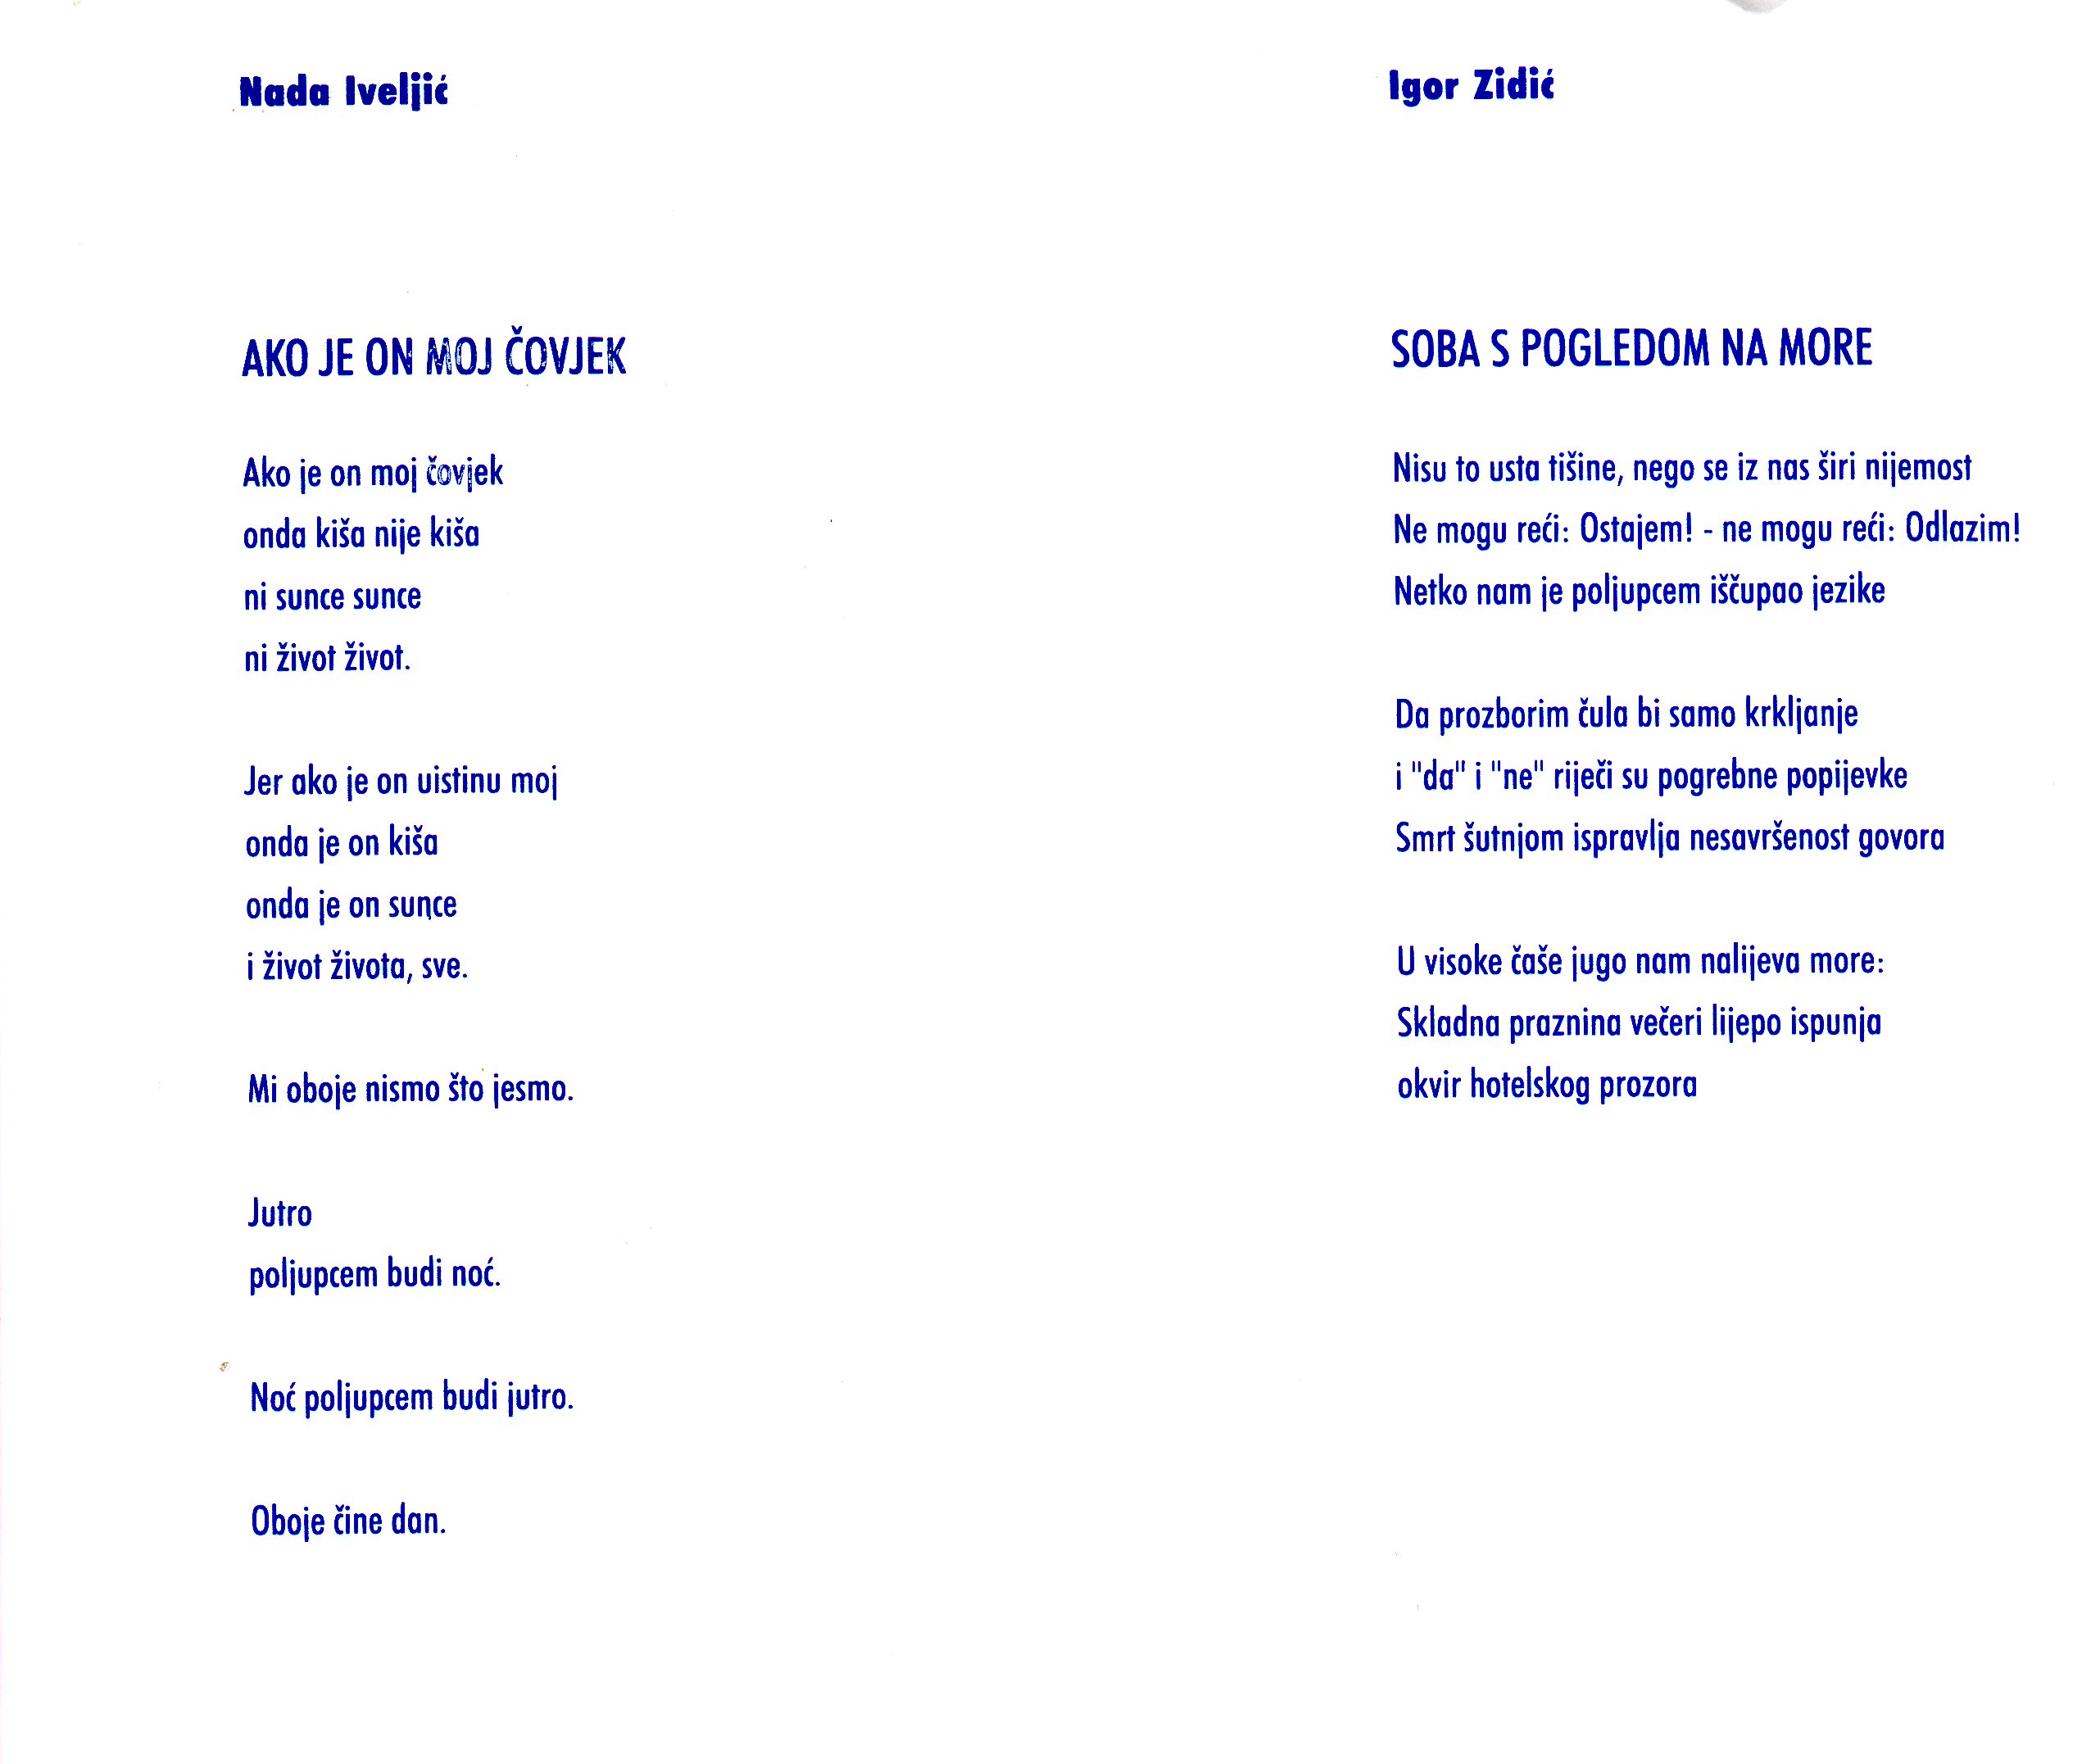 Nada Iveljić
AKO JE ON MOJ ČOVJEK
Ako je on moj čovjek
onda kiša nije kiša
ni sunce sunce
ni život život.
Jer ako je on uistinu moj
onda je on kiša
onda je on sunce
i život života, sve.
Mi oboje nismo što jesmo.
Jutro
poljupcem budi noć.
Noć poljupcem budi jutro.
Oboje čine dan.
Igor Zidić
SOBA S POGLEDOM NA MORE
Nisu to usta tišine, nego se iz nas širi nijemost
Ne mogu reći: Ostajem! - ne mogu reći: Odlazim!
Netko nam je poljupcem iščupao jezike
Da prozborim čula bi samo krkljanje
i "da" i "ne" riječi su pogrebne popijevke
Smrt šutnjom ispravlja nesavršenost govora
U visoke čaše jugo nam nalijeva more:
Skladna praznina večeri lijepo ispunja
okvir hotelskog prozora